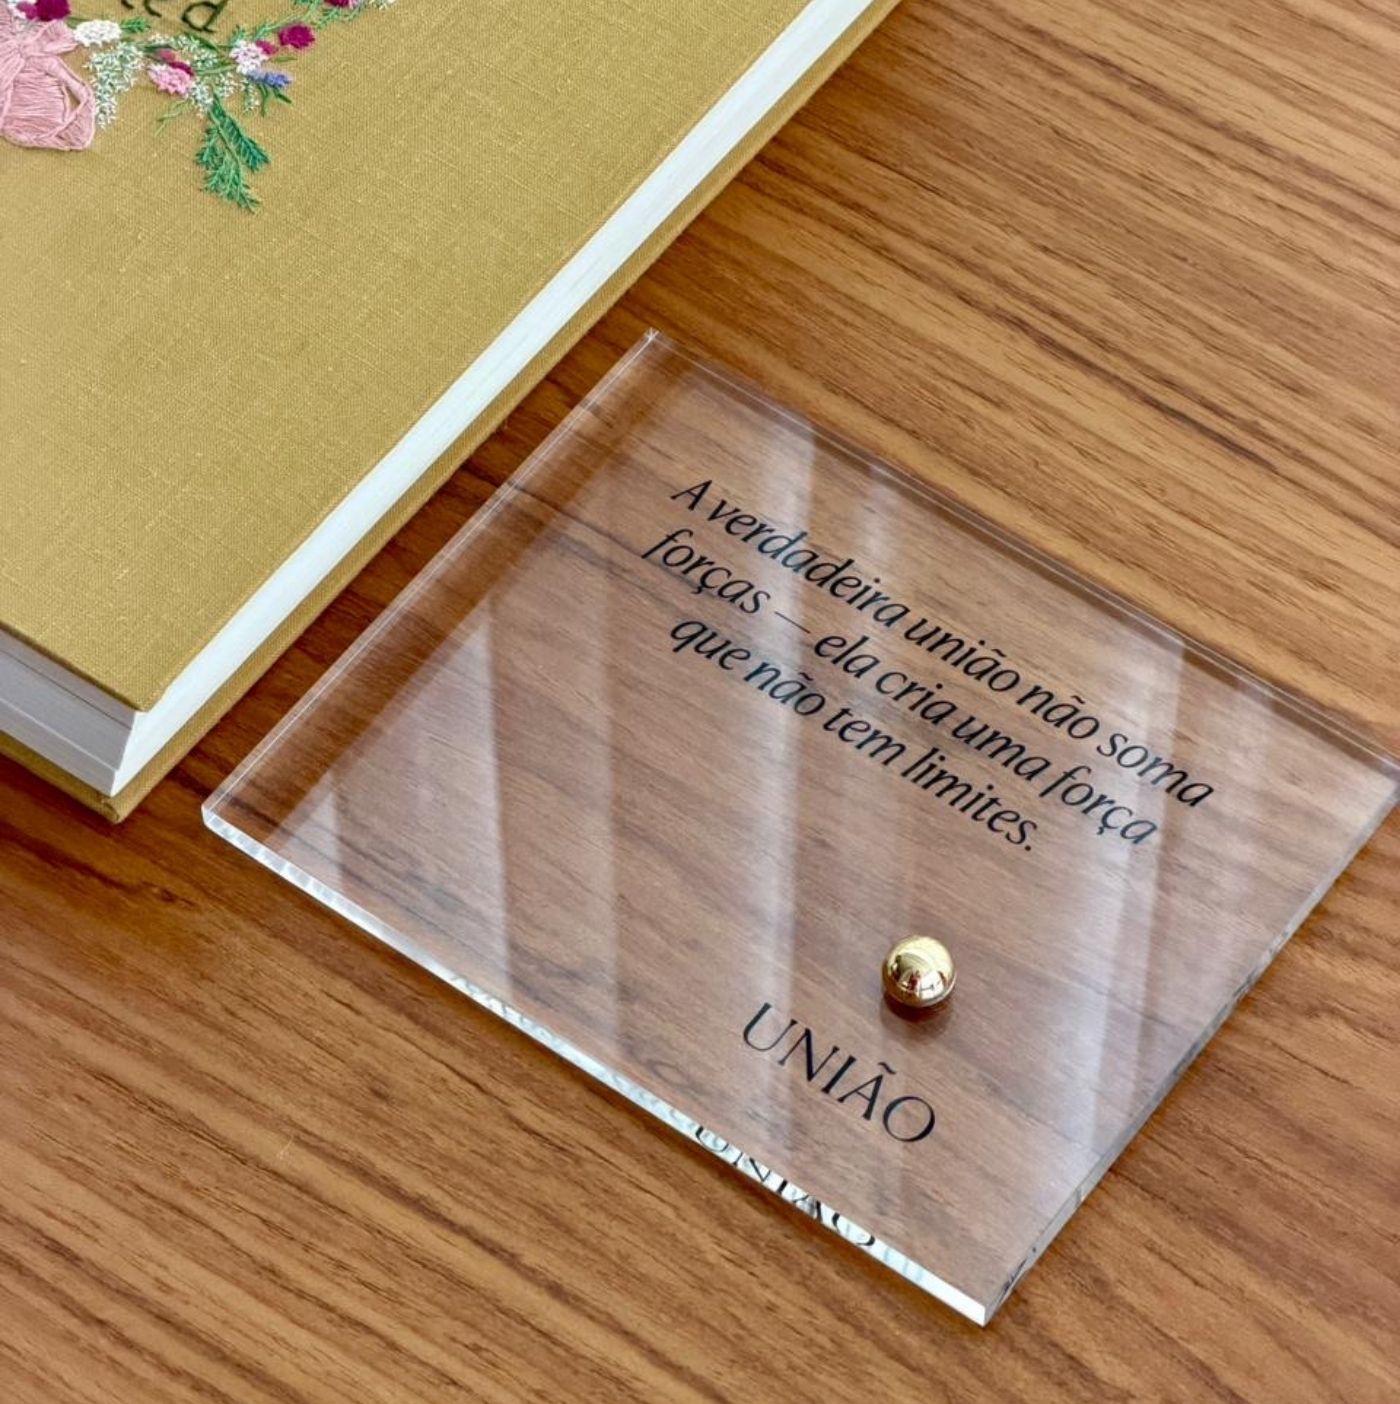 A verdadeira união não soma
forças — ela cria uma força
que não tem limites.
UNIÃO